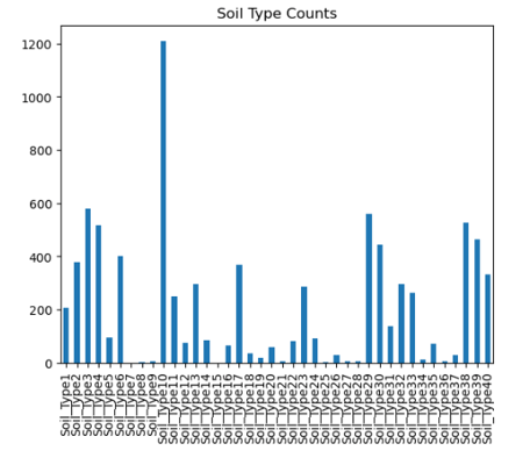 Soil Type Counts
1200
1000
800
600
400
200
0
Soil_Type1
Soil_Type2
Soil_Type3
Soil_Type4
Soil_Type5
Soil_Type6
Soil_Type7
Soil_Type8
Soil_Type9
Soil_Type10
Soil_Type11
Soil_Type12
Soil_Type13
Soil_Type14
Soil_Type15
Soil_Type16
Soil_Type17
Soil_Type18
Soil_Type19
Soil_Type20
Soil_Type21
Soil_Type22
Soil_Type23
Soil_Type24
Soil_Type25
Soil_Type26
Soil_Type27
Soil_Type28
Soil_Type29
Soil_Type30
Soil_Type31
Soil_Type32
Soil_Type33
Soil_Type34
Soil_Type35
Soil_Type36
Soil_Type37
Soil_Type38
Soil_Type39
Soil_Type40